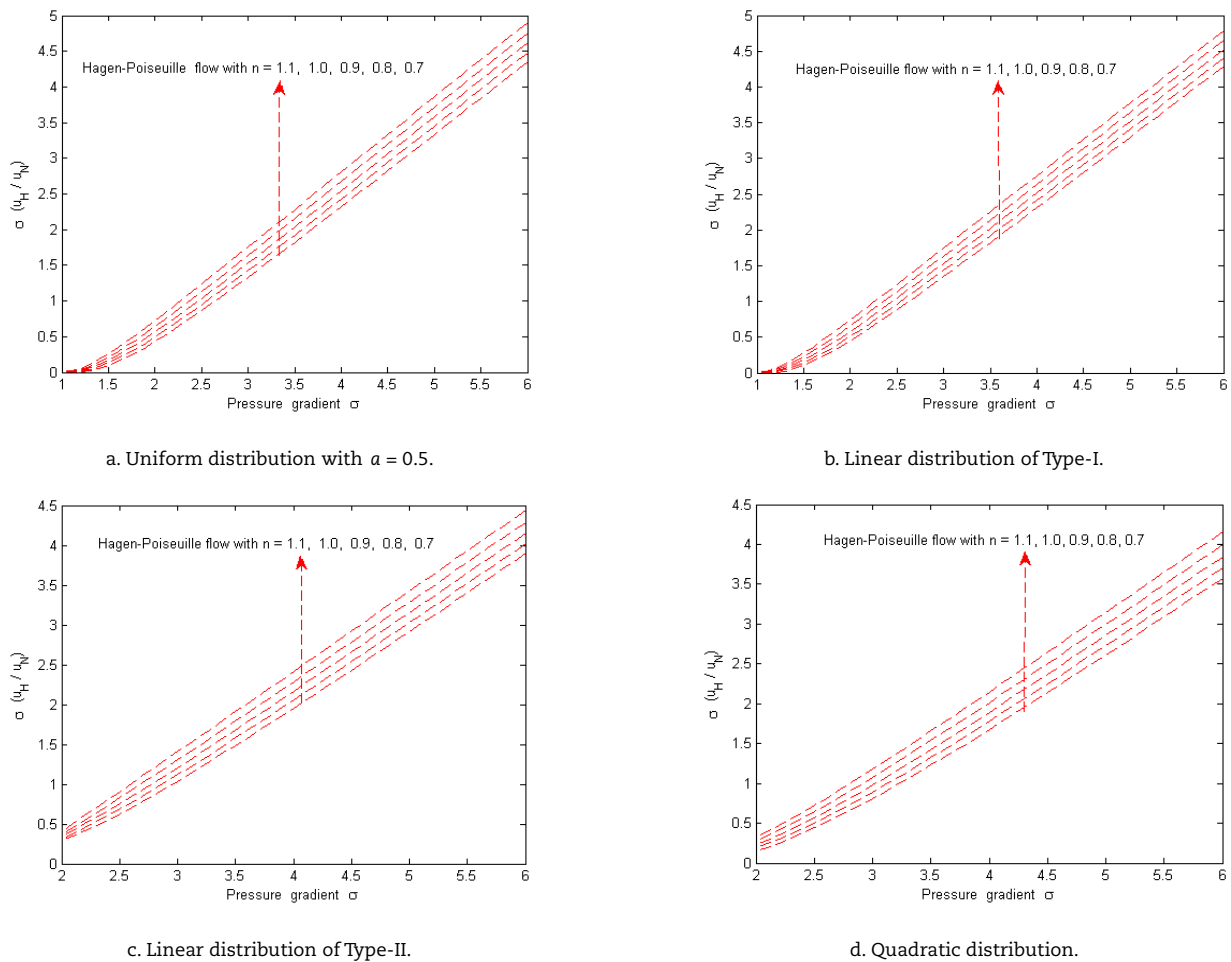 5
4.5
4
3.5
3
2.5
2
1.5
1
0.5
0
σ (u_H / u_N)
Hagen-Poiseuille flow with n = 1.1, 1.0, 0.9, 0.8, 0.7
1 1.5 2 2.5 3 3.5 4 4.5 5 5.5 6
Pressure gradient σ
a. Uniform distribution with a = 0.5.
5
4.5
4
3.5
3
2.5
2
1.5
1
0.5
0
σ (u_H / u_N)
Hagen-Poiseuille flow with n = 1.1, 1.0, 0.9, 0.8, 0.7
1 1.5 2 2.5 3 3.5 4 4.5 5 5.5 6
Pressure gradient σ
b. Linear distribution of Type-I.
4.5
4
3.5
3
2.5
2
1.5
1
0.5
0
σ (u_H / u_N)
Hagen-Poiseuille flow with n = 1.1, 1.0, 0.9, 0.8, 0.7
2 2.5 3 3.5 4 4.5 5 5.5 6
Pressure gradient σ
c. Linear distribution of Type-II.
4.5
4
3.5
3
2.5
2
1.5
1
0.5
0
σ (u_H / u_N)
Hagen-Poiseuille flow with n = 1.1, 1.0, 0.9, 0.8, 0.7
2 2.5 3 3.5 4 4.5 5 5.5 6
Pressure gradient σ
d. Quadratic distribution.